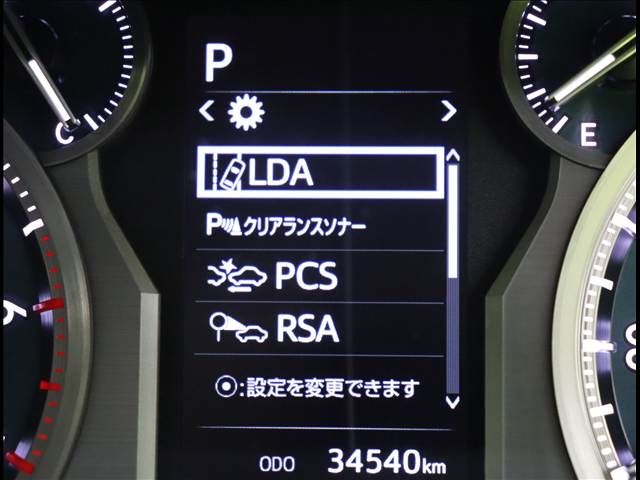 P
LDA
P クリアランスソナー
PCS
RSA
C
E
⦿:設定を変更できます
ODO 34540km